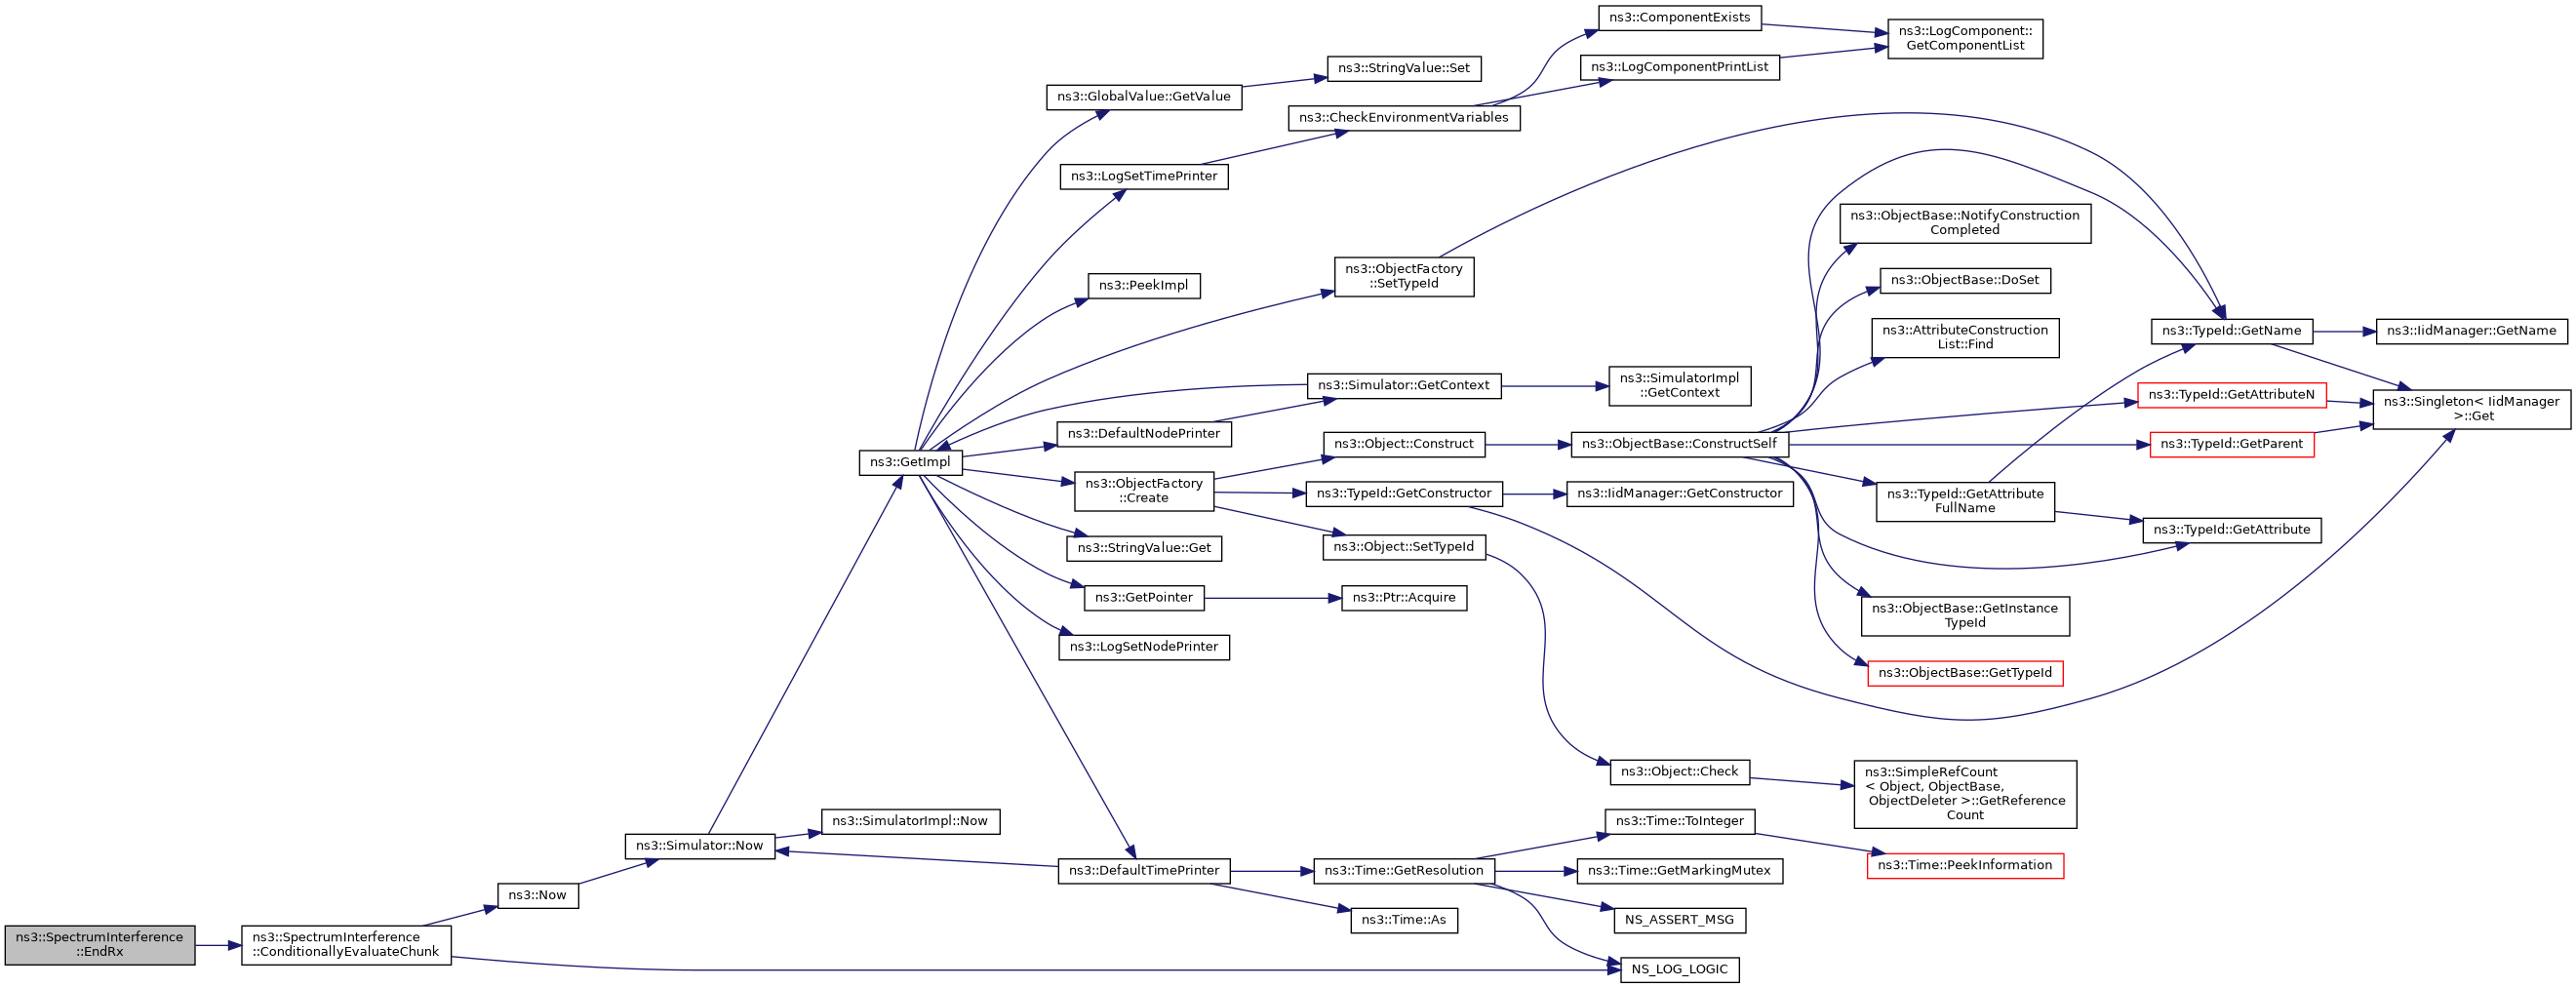 ns3::SpectrumInterference
::EndRx
ns3::SpectrumInterference
::ConditionallyEvaluateChunk
ns3::Now
ns3::Simulator::Now
ns3::SimulatorImpl::Now
ns3::GetImpl
ns3::GlobalValue::GetValue
ns3::StringValue::Set
ns3::LogSetTimePrinter
ns3::CheckEnvironmentVariables
ns3::ComponentExists
ns3::LogComponentPrintList
ns3::LogComponent::
GetComponentList
ns3::PeekImpl
ns3::ObjectFactory
::SetTypeId
ns3::Simulator::GetContext
ns3::SimulatorImpl
::GetContext
ns3::DefaultNodePrinter
ns3::ObjectFactory
::Create
ns3::Object::Construct
ns3::ObjectBase::ConstructSelf
ns3::TypeId::GetConstructor
ns3::IidManager::GetConstructor
ns3::Object::SetTypeId
ns3::StringValue::Get
ns3::GetPointer
ns3::Ptr::Acquire
ns3::LogSetNodePrinter
ns3::ObjectBase::NotifyConstruction
Completed
ns3::ObjectBase::DoSet
ns3::AttributeConstruction
List::Find
ns3::TypeId::GetName
ns3::IidManager::GetName
ns3::TypeId::GetAttributeN
ns3::Singleton< IidManager
>::Get
ns3::TypeId::GetParent
ns3::TypeId::GetAttribute
FullName
ns3::TypeId::GetAttribute
ns3::ObjectBase::GetInstance
TypeId
ns3::ObjectBase::GetTypeId
ns3::Object::Check
ns3::SimpleRefCount
< Object, ObjectBase,
ObjectDeleter >::GetReference
Count
ns3::DefaultTimePrinter
ns3::Time::GetResolution
ns3::Time::As
ns3::Time::ToInteger
ns3::Time::PeekInformation
ns3::Time::GetMarkingMutex
NS_ASSERT_MSG
NS_LOG_LOGIC